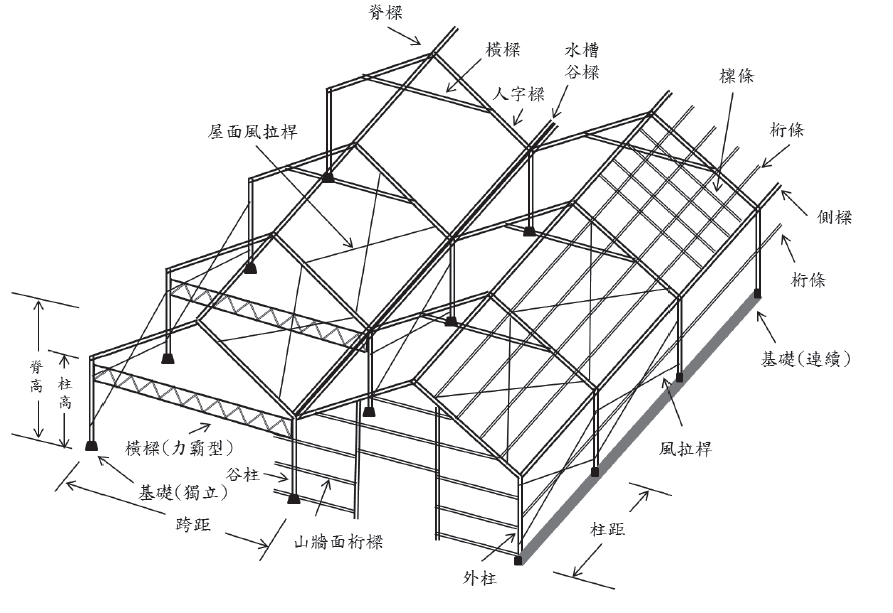 脊樑
橫樑
水槽
谷樑
人字樑
檁條
桁條
屋面風拉桿
側樑
桁條
基礎(連續)
脊高
柱高
橫樑(力霸型)
風拉桿
谷柱
基礎(獨立)
跨距
山牆面桁樑
柱距
外柱